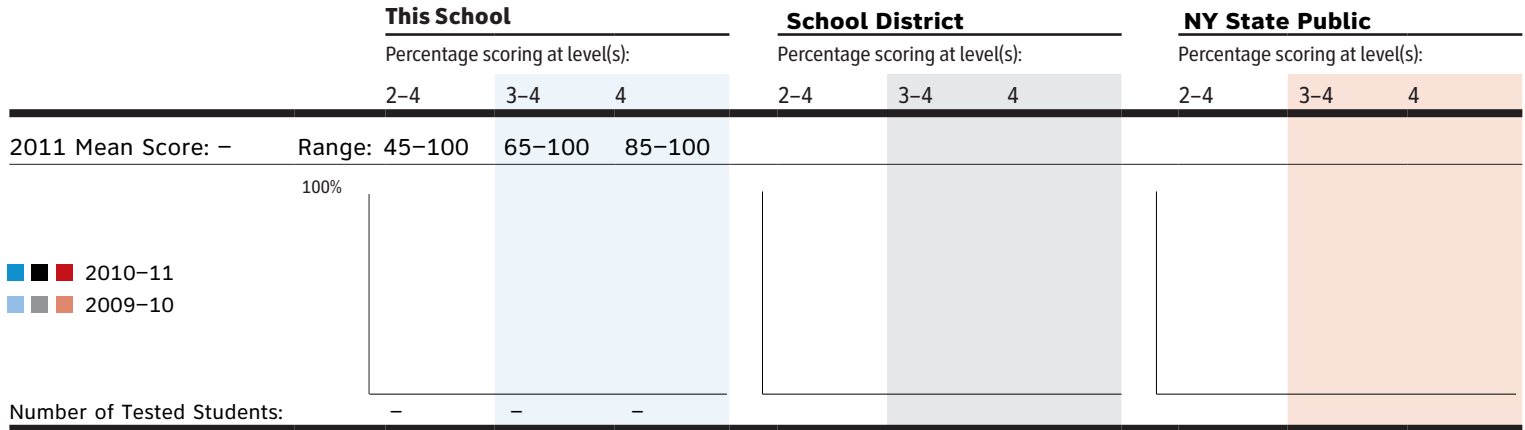 This School School District NY State Public
Percentage scoring at level(s): Percentage scoring at level(s): Percentage scoring at level(s):
2–4 3–4 4 2–4 3–4 4 2–4 3–4 4
2011 Mean Score: – Range: 45–100 65–100 85–100
100%
2010–11
2009–10
Number of Tested Students: – – –